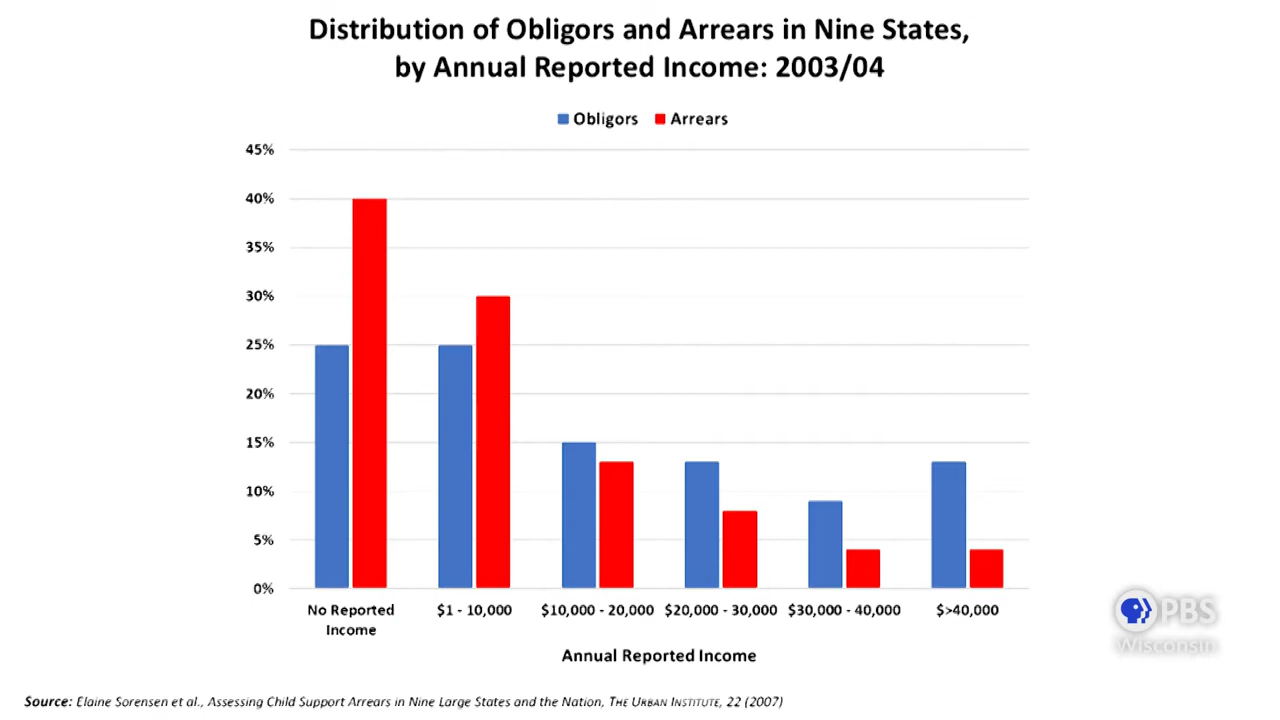 Distribution of Obligors and Arrears in Nine States,
by Annual Reported Income: 2003/04
Obligors Arrears
45%
40%
35%
30%
25%
20%
15%
10%
5%
0%
No Reported Income
$1 - 10,000
$10,000 - 20,000
$20,000 - 30,000
$30,000 - 40,000
$>40,000
Annual Reported Income
PBS
Wisconsin
Source: Elaine Sorensen et al., Assessing Child Support Arrears in Nine Large States and the Nation, THE URBAN INSTITUTE, 22 (2007)